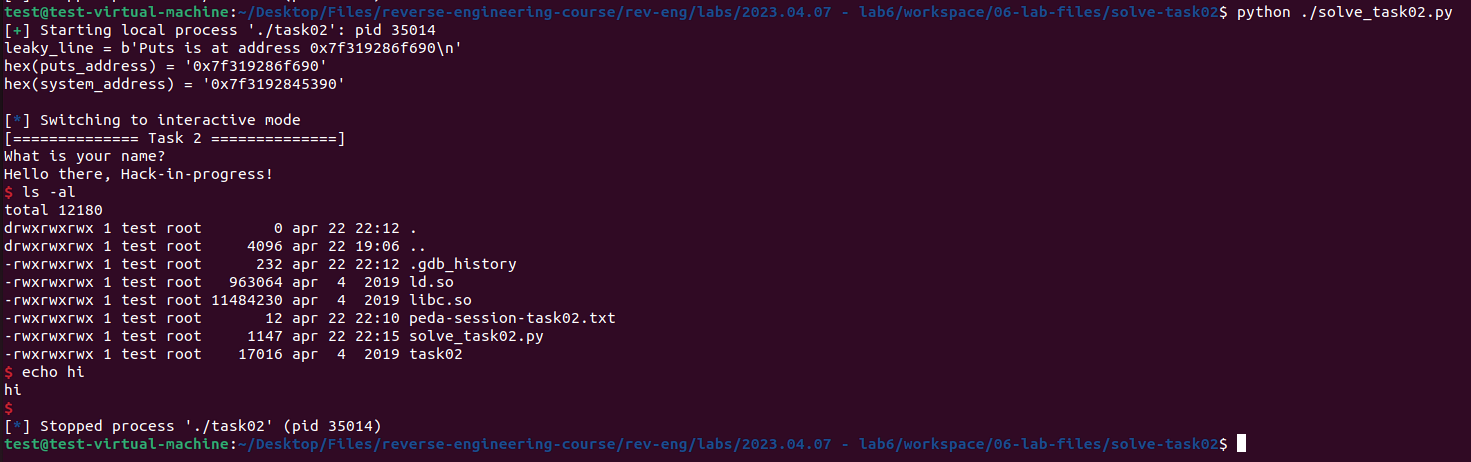 test@test-virtual-machine:~/Desktop/Files/reverse-engineering-course/rev-eng/labs/2023.04.07 - lab6/workspace/06-lab-files/solve-task02$ python ./solve_task02.py
[+] Starting local process './task02': pid 35014
leaky_line = b'Puts is at address 0x7f319286f690\n'
hex(puts_address) = '0x7f319286f690'
hex(system_address) = '0x7f3192845390'
[*] Switching to interactive mode
[============== Task 2 ==============]
What is your name?
Hello there, Hack-in-progress!
$ ls -al
total 12180
drwxrwxrwx 1 test root        0 apr 22 22:12 .
drwxrwxrwx 1 test root     4096 apr 22 19:06 ..
-rwxrwxrwx 1 test root      232 apr 22 22:12 .gdb_history
-rwxrwxrwx 1 test root   963064 apr  4  2019 ld.so
-rwxrwxrwx 1 test root 11484230 apr  4  2019 libc.so
-rwxrwxrwx 1 test root       12 apr 22 22:10 peda-session-task02.txt
-rwxrwxrwx 1 test root     1147 apr 22 22:15 solve_task02.py
-rwxrwxrwx 1 test root    17016 apr  4  2019 task02
$ echo hi
hi
$
[*] Stopped process './task02' (pid 35014)
test@test-virtual-machine:~/Desktop/Files/reverse-engineering-course/rev-eng/labs/2023.04.07 - lab6/workspace/06-lab-files/solve-task02$